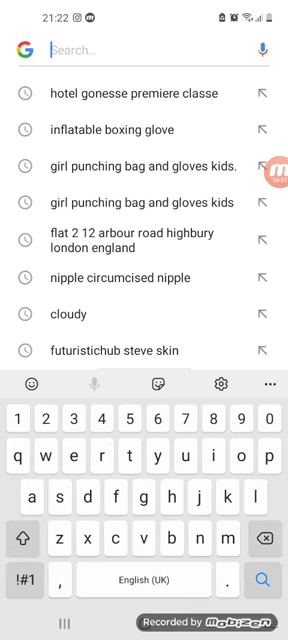 21:22
Search...
hotel gonesse premiere classe
inflatable boxing glove
girl punching bag and gloves kids.
girl punching bag and gloves kids
flat 2 12 arbour road highbury
london england
nipple circumcised nipple
cloudy
futuristichub steve skin
1 2 3 4 5 6 7 8 9 0
q w e r t y u i o p
a s d f g h j k l
z x c v b n m
!#1 , English (UK) .
Recorded by mobizen